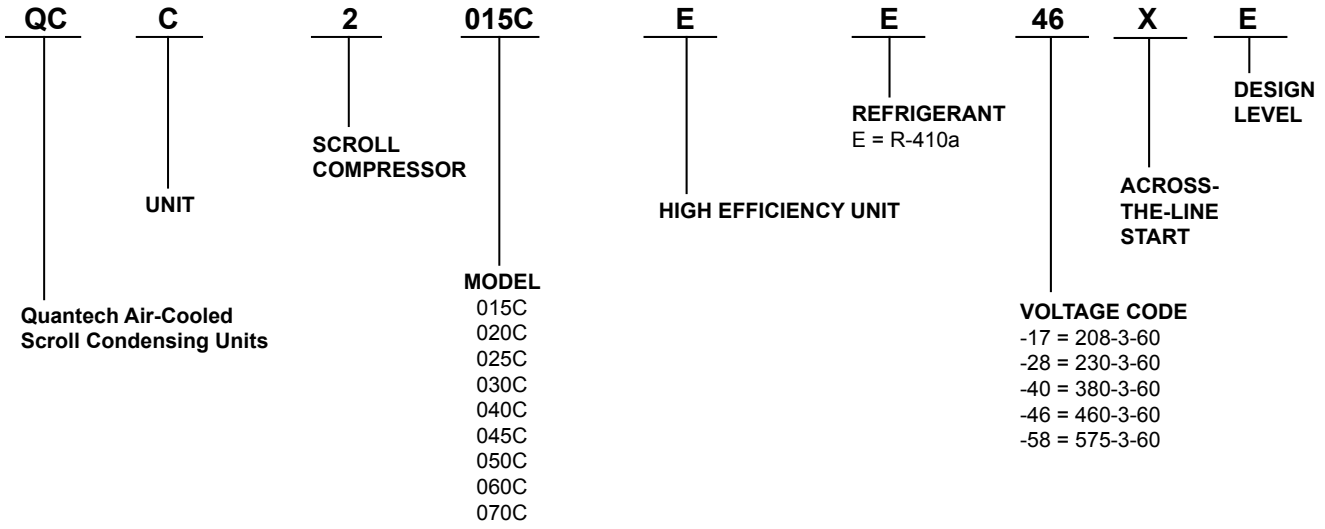 QC C 2 015C E E 46 X E
DESIGN
LEVEL
REFRIGERANT
E = R-410a
SCROLL
COMPRESSOR
ACROSS-
THE-LINE
START
UNIT
HIGH EFFICIENCY UNIT
MODEL
015C
020C
025C
030C
040C
045C
050C
060C
070C
Quantech Air-Cooled
Scroll Condensing Units
VOLTAGE CODE
-17 = 208-3-60
-28 = 230-3-60
-40 = 380-3-60
-46 = 460-3-60
-58 = 575-3-60